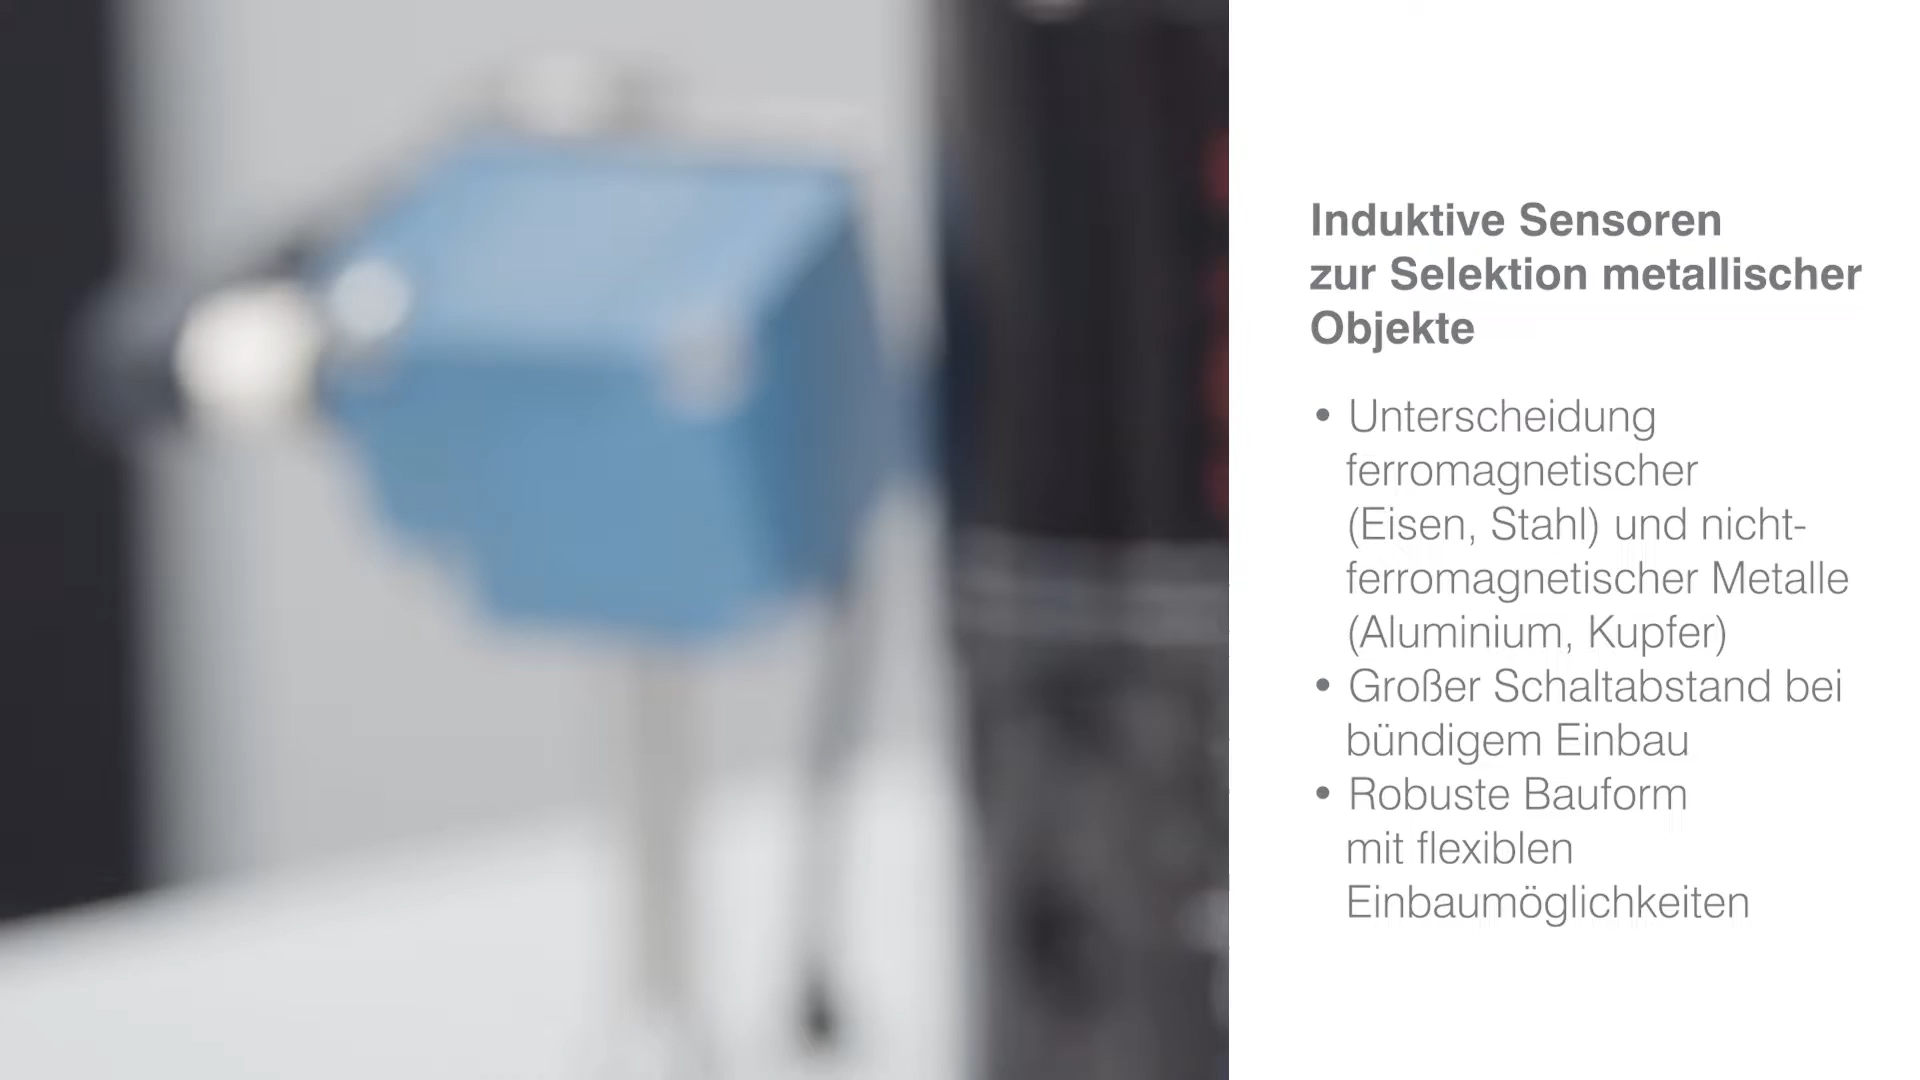 Induktive Sensoren
zur Selektion metallischer
Objekte
• Unterscheidung
ferromagnetischer
(Eisen, Stahl) und nicht-
ferromagnetischer Metalle
(Aluminium, Kupfer)
• Großer Schaltabstand bei
bündigem Einbau
• Robuste Bauform
mit flexiblen
Einbaumöglichkeiten